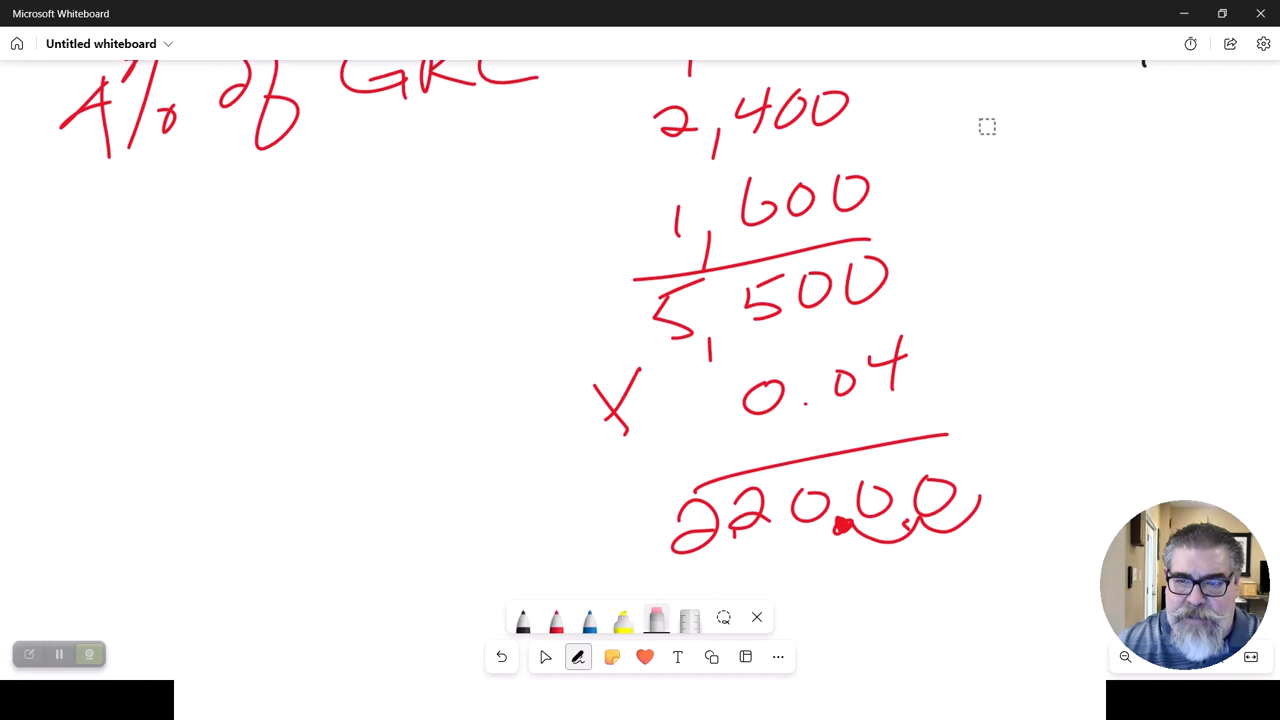 Microsoft Whiteboard
Untitled whiteboard
4% of GRC
2,400
1,600
5,500
X 0.04
220.00